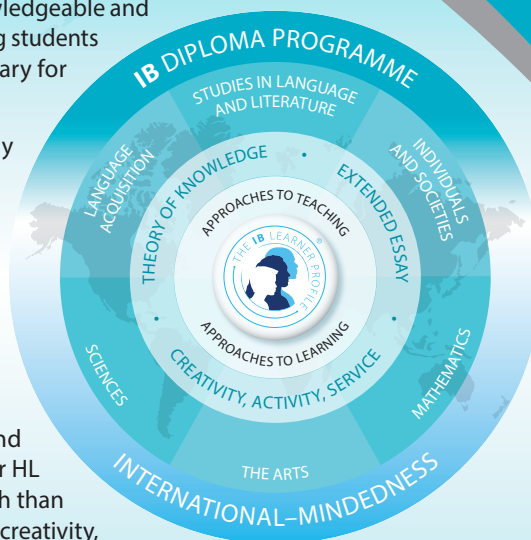 wledgeable and
g students
ary for
y
nd
r HL
h than
creativity,
IB DIPLOMA PROGRAMME
STUDIES IN LANGUAGE
AND LITERATURE
LANGUAGE
ACQUISITION
INDIVIDUALS
AND SOCIETIES
THEORY OF KNOWLEDGE
EXTENDED ESSAY
APPROACHES TO TEACHING
THE IB LEARNER PROFILE ®
APPROACHES TO LEARNING
CREATIVITY, ACTIVITY, SERVICE
SCIENCES
MATHEMATICS
THE ARTS
INTERNATIONAL–MINDEDNESS